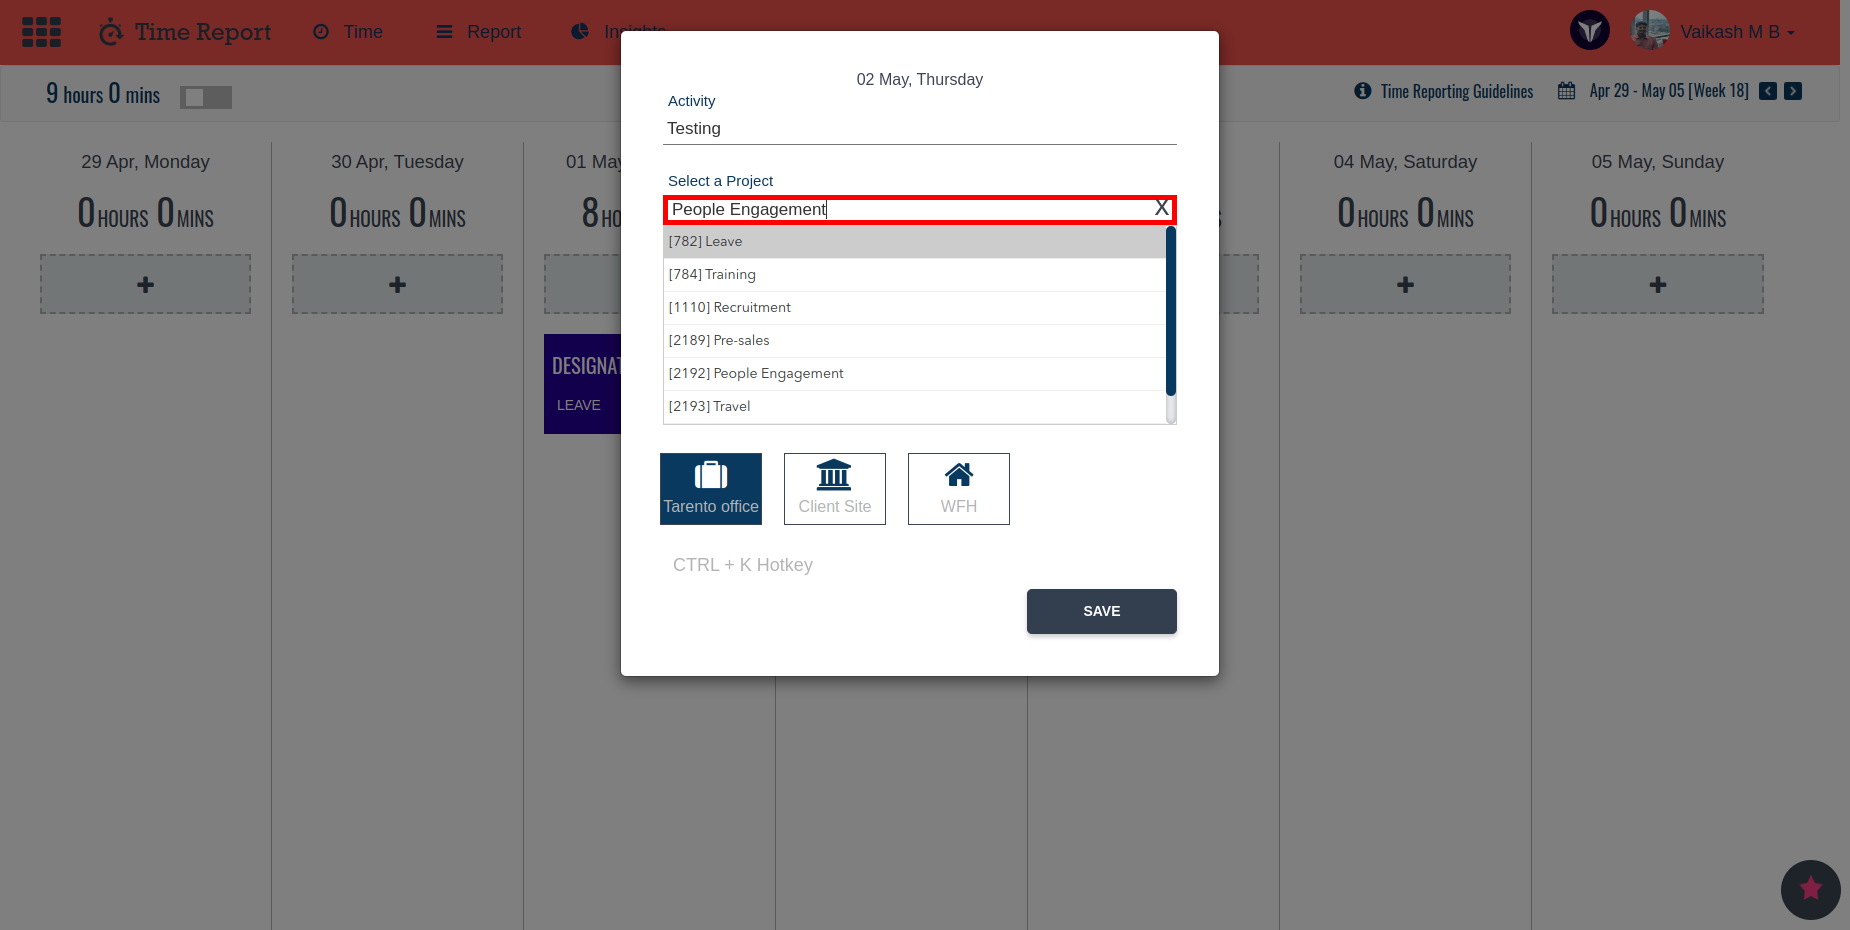 Time Report
Time
Report
Insights
Vaikash M B
9 hours 0 mins
Time Reporting Guidelines
Apr 29 - May 05 [Week 18]
29 Apr, Monday
0 HOURS 0 MINS
+
30 Apr, Tuesday
0 HOURS 0 MINS
+
01 May
8 HO
DESIGNAT
LEAVE
04 May, Saturday
0 HOURS 0 MINS
+
05 May, Sunday
0 HOURS 0 MINS
+
02 May, Thursday
Activity
Testing
Select a Project
People Engagement X
[782] Leave
[784] Training
[1110] Recruitment
[2189] Pre-sales
[2192] People Engagement
[2193] Travel
Tarento office
Client Site
WFH
CTRL + K Hotkey
SAVE